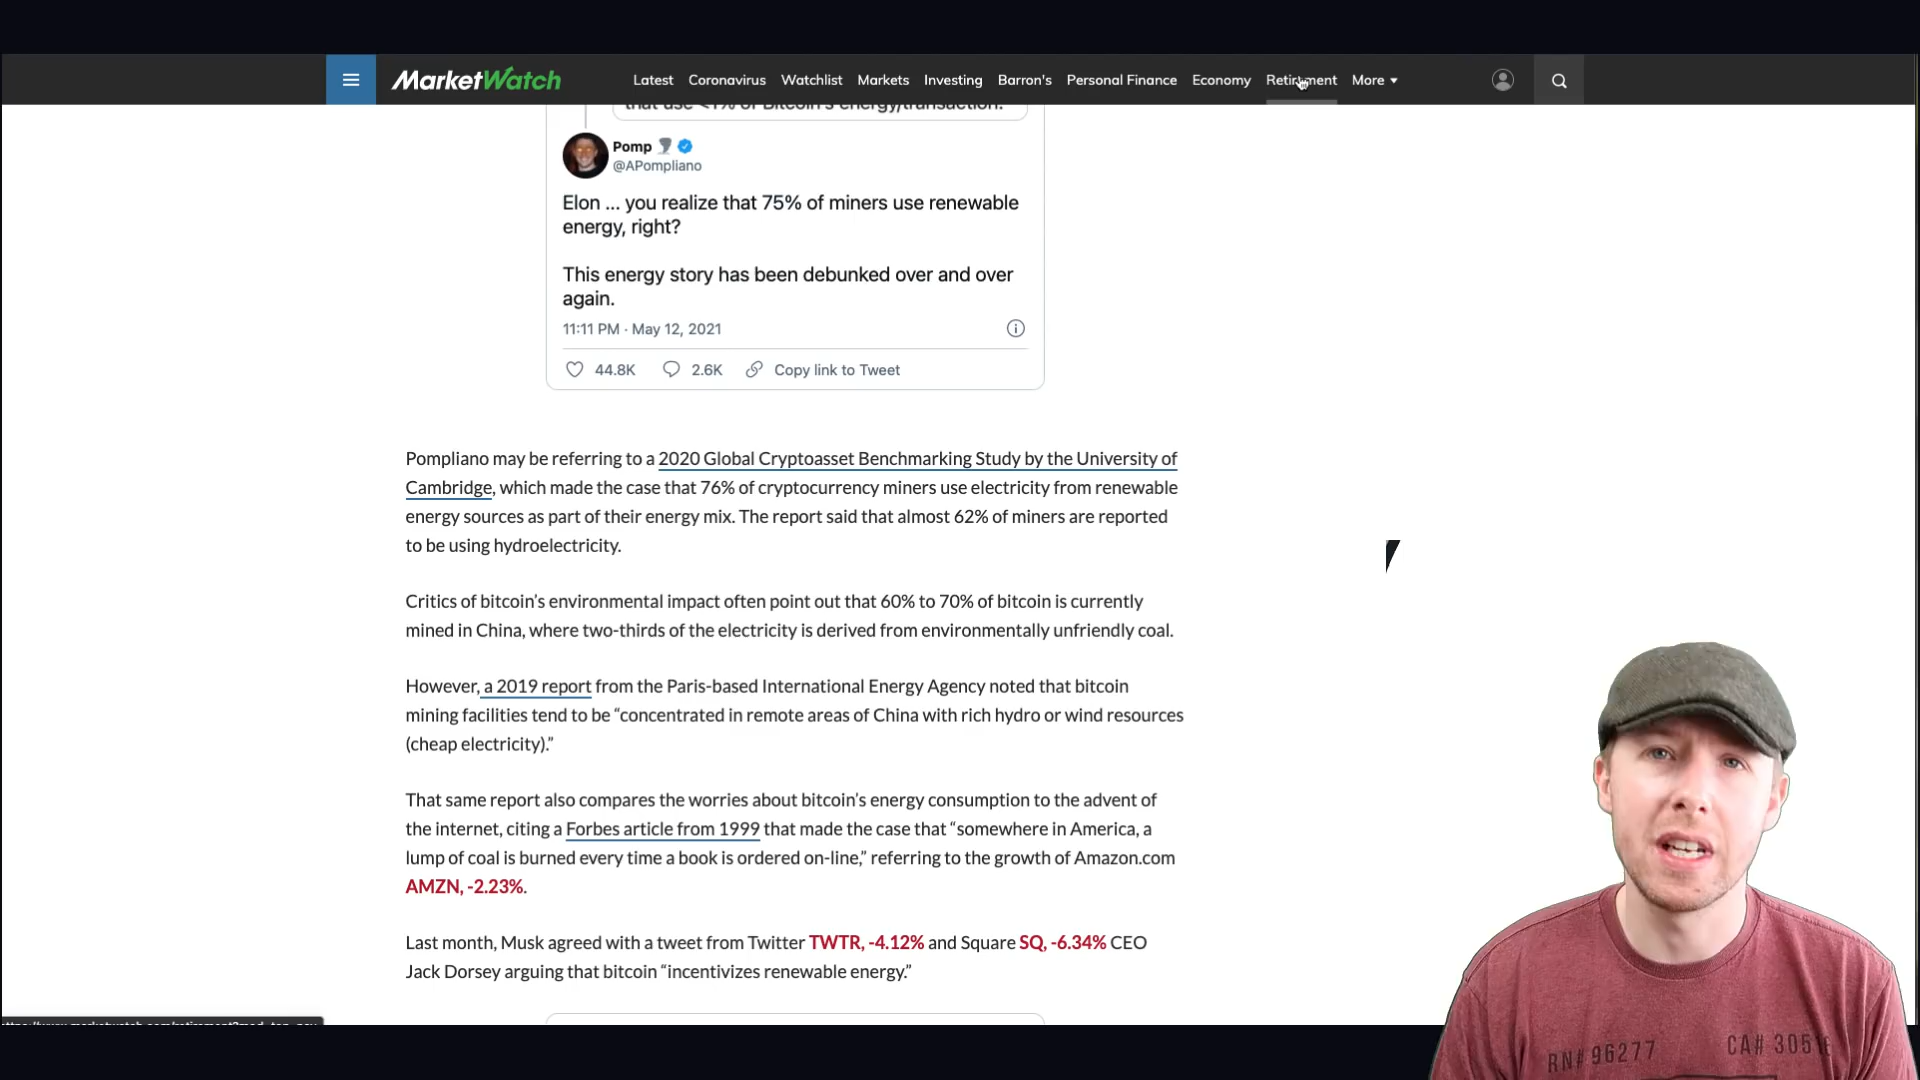 MarketWatch
Latest Coronavirus Watchlist Markets Investing Barron's Personal Finance Economy Retirement More
that use <1% of Bitcoin's energy/transaction.
Pomp
@APompliano
Elon ... you realize that 75% of miners use renewable
energy, right?
This energy story has been debunked over and over
again.
11:11 PM · May 12, 2021
44.8K 2.6K Copy link to Tweet
Pompliano may be referring to a 2020 Global Cryptoasset Benchmarking Study by the University of
Cambridge, which made the case that 76% of cryptocurrency miners use electricity from renewable
energy sources as part of their energy mix. The report said that almost 62% of miners are reported
to be using hydroelectricity.
Critics of bitcoin’s environmental impact often point out that 60% to 70% of bitcoin is currently
mined in China, where two-thirds of the electricity is derived from environmentally unfriendly coal.
However, a 2019 report from the Paris-based International Energy Agency noted that bitcoin
mining facilities tend to be “concentrated in remote areas of China with rich hydro or wind resources
(cheap electricity).”
That same report also compares the worries about bitcoin’s energy consumption to the advent of
the internet, citing a Forbes article from 1999 that made the case that “somewhere in America, a
lump of coal is burned every time a book is ordered on-line,” referring to the growth of Amazon.com
AMZN, -2.23%.
Last month, Musk agreed with a tweet from Twitter TWTR, -4.12% and Square SQ, -6.34% CEO
Jack Dorsey arguing that bitcoin “incentivizes renewable energy.”
RN# 96277 CA# 305